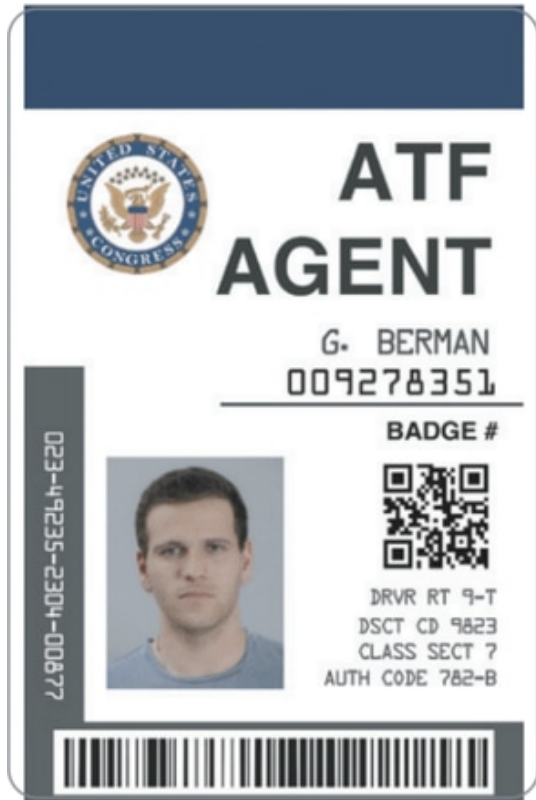 UNITED STATES
CONGRESS
ATF
AGENT
G. BERMAN
009278351
BADGE #
023-49235-2304-00877
DRVR RT 9-T
DSCT CD 9823
CLASS SECT 7
AUTH CODE 782-B